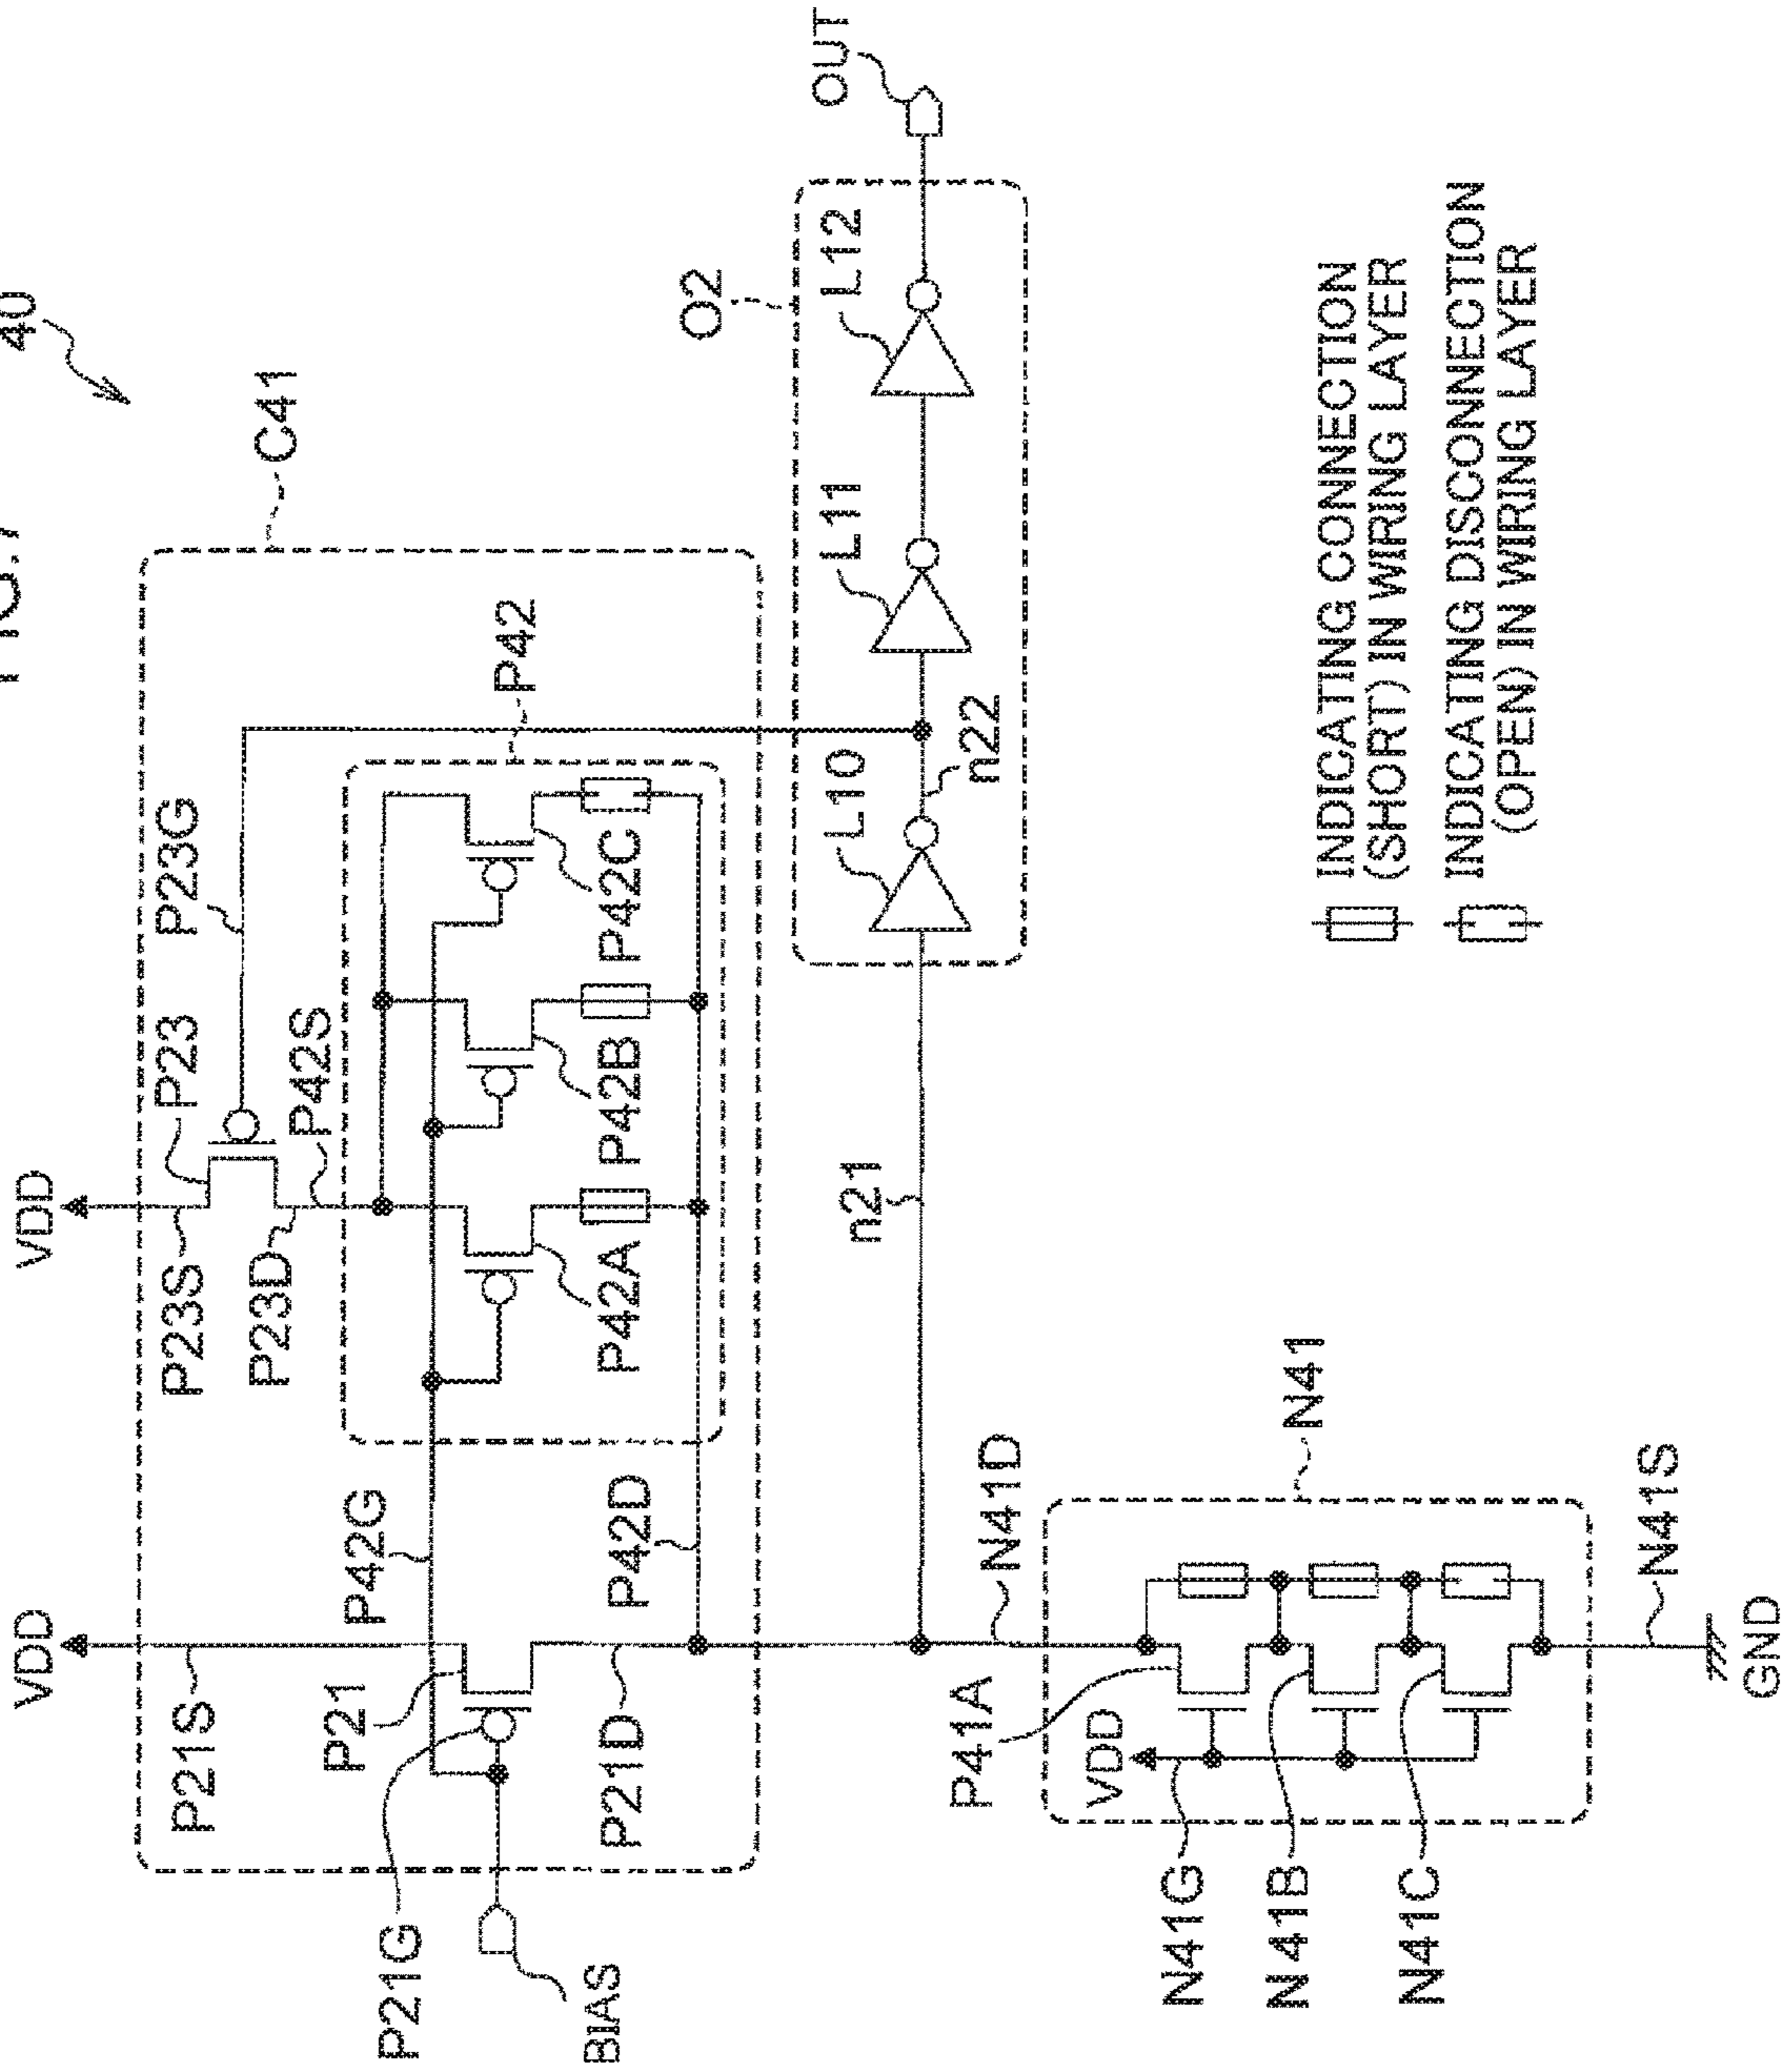 FIG.7
40
C41
VDD
VDD
P21S
P23S
P23
P23G
P23D
P42S
P42
P21
P42G
P21G
P42A
P42B
P42C
P21D
P42D
BIAS
O2
L10
L11
L12
OUT
n21
n22
P41A
N41D
VDD
N41
N41G
N41B
N41C
N41S
GND
INDICATING CONNECTION
(SHORT) IN WIRING LAYER
INDICATING DISCONNECTION
(OPEN) IN WIRING LAYER